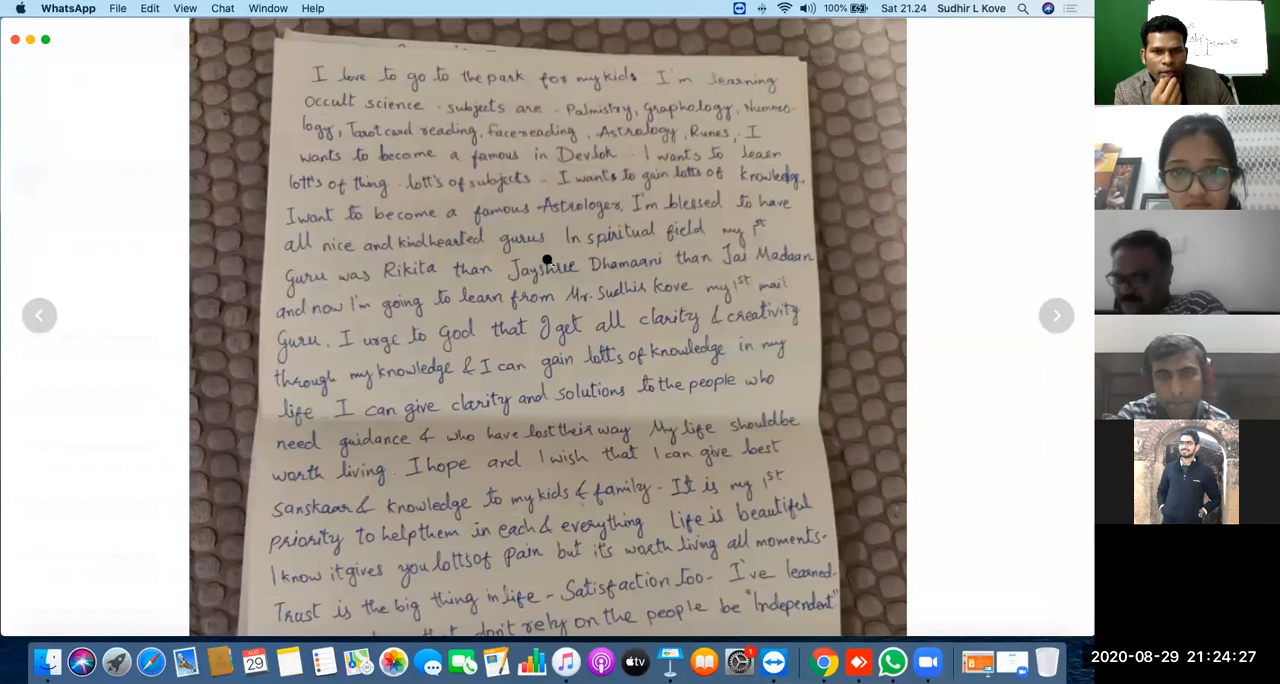 WhatsApp File Edit View Chat Window Help 100% Sat 21.24 Sudhir L Kove
I love to go to the park for my kids I'm learning
occult science - subjects are - Palmistry, Graphology, Numero-
logy, Tarot card reading, Face reading, Astrology, Runes, I
wants to become a famous in Devlok. I wants to learn
lott's of thing - lott's of subjects - I wants to gain lotts of knowledge,
I want to become a famous Astrologer. I'm blessed to have
all nice and kindhearted gurus In spiritual field my 1st
Guru was Rikita than Jayshree Dhamaani than Jai Madaan
and now I'm going to learn from Mr. Sudhir Kove my 1st mail
Guru. I urge to God that I get all clarity & creativity
through my knowledge & I can gain lotts of knowledge in my
life. I can give clarity and solutions to the people who
need guidance & who have lost their way My life should be
worth living. I hope and I wish that I can give best
Sanskaar & knowledge to my kids & family - It is my 1st
priority to help them in each & everything Life is beautiful
I know it gives you lotts of pain but it's worth living all moments-
Trust is the big thing in life - Satisfaction too - I've learned
don't rely on the people be "Independent"
AUG
29
tv
1
2020-08-29 21:24:27